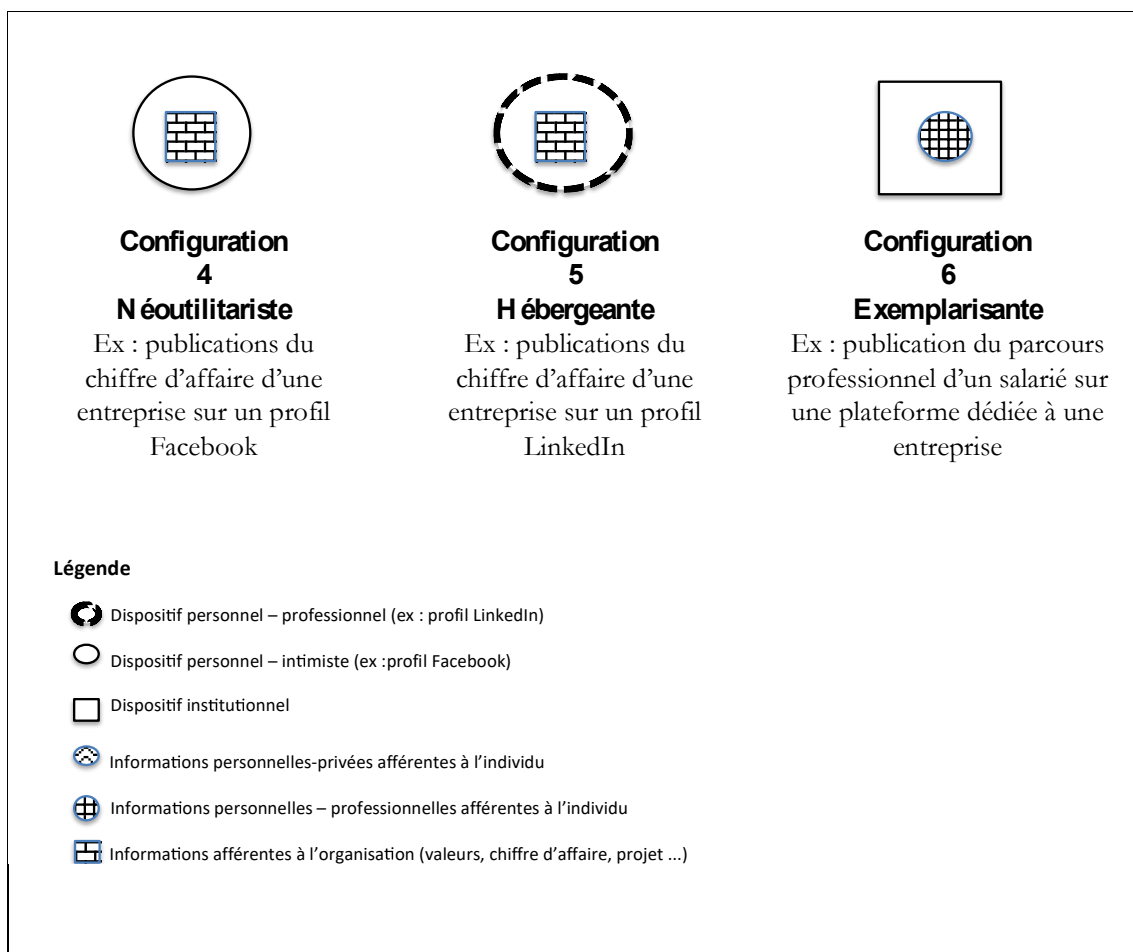 Configuration
4
Néoutilitariste
Ex : publications du
chiffre d’affaire d’une
entreprise sur un profil
Facebook
Configuration
5
Hébergeante
Ex : publications du
chiffre d’affaire d’une
entreprise sur un profil
LinkedIn
Configuration
6
Exemplarisante
Ex : publication du parcours
professionnel d’un salarié sur
une plateforme dédiée à une
entreprise
Légende
Dispositif personnel – professionnel (ex : profil LinkedIn)
Dispositif personnel – intimiste (ex :profil Facebook)
Dispositif institutionnel
Informations personnelles-privées afférentes à l’individu
Informations personnelles – professionnelles afférentes à l’individu
Informations afférentes à l’organisation (valeurs, chiffre d’affaire, projet ...)